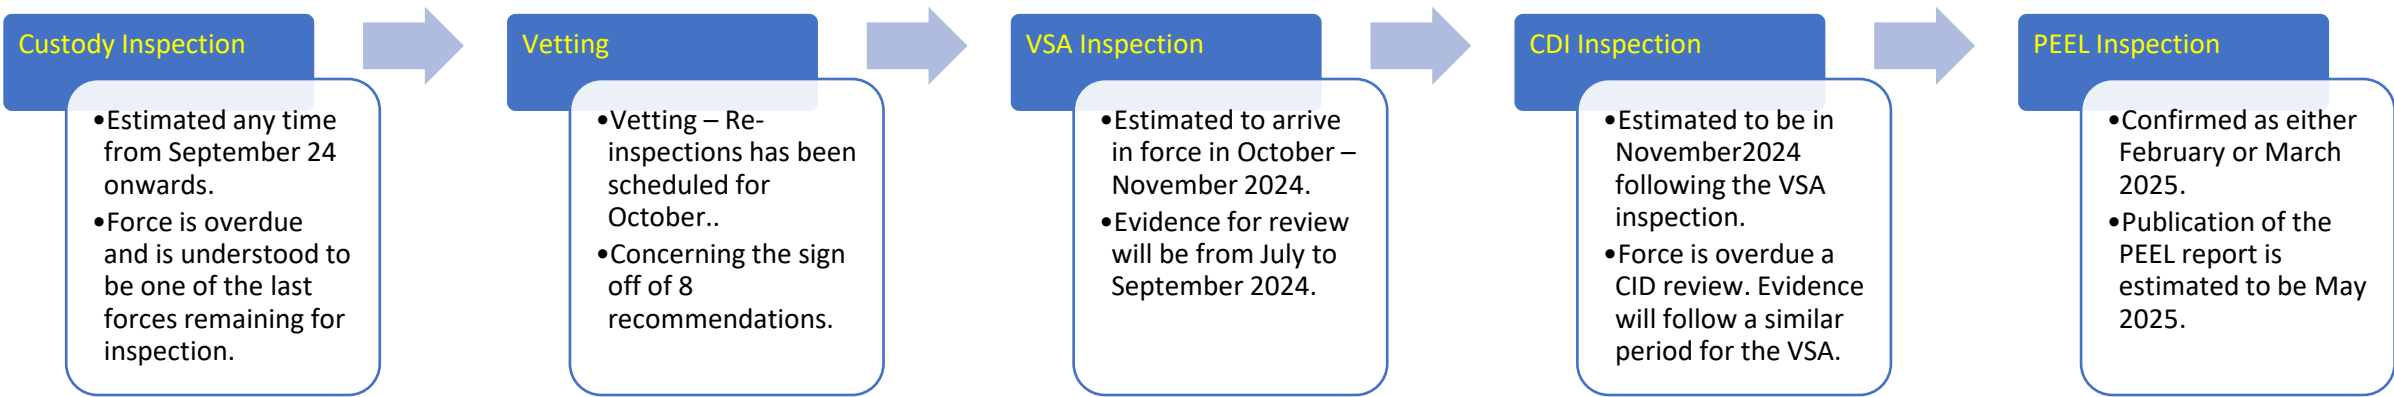 Custody Inspection
•Estimated any time
from September 24
onwards.
•Force is overdue
and is understood to
be one of the last
forces remaining for
inspection.
Vetting
•Vetting – Re-
inspections has been
scheduled for
October..
•Concerning the sign
off of 8
recommendations.
VSA Inspection
•Estimated to arrive
in force in October –
November 2024.
•Evidence for review
will be from July to
September 2024.
CDI Inspection
•Estimated to be in
November2024
following the VSA
inspection.
•Force is overdue a
CID review. Evidence
will follow a similar
period for the VSA.
PEEL Inspection
•Confirmed as either
February or March
2025.
•Publication of the
PEEL report is
estimated to be May
2025.